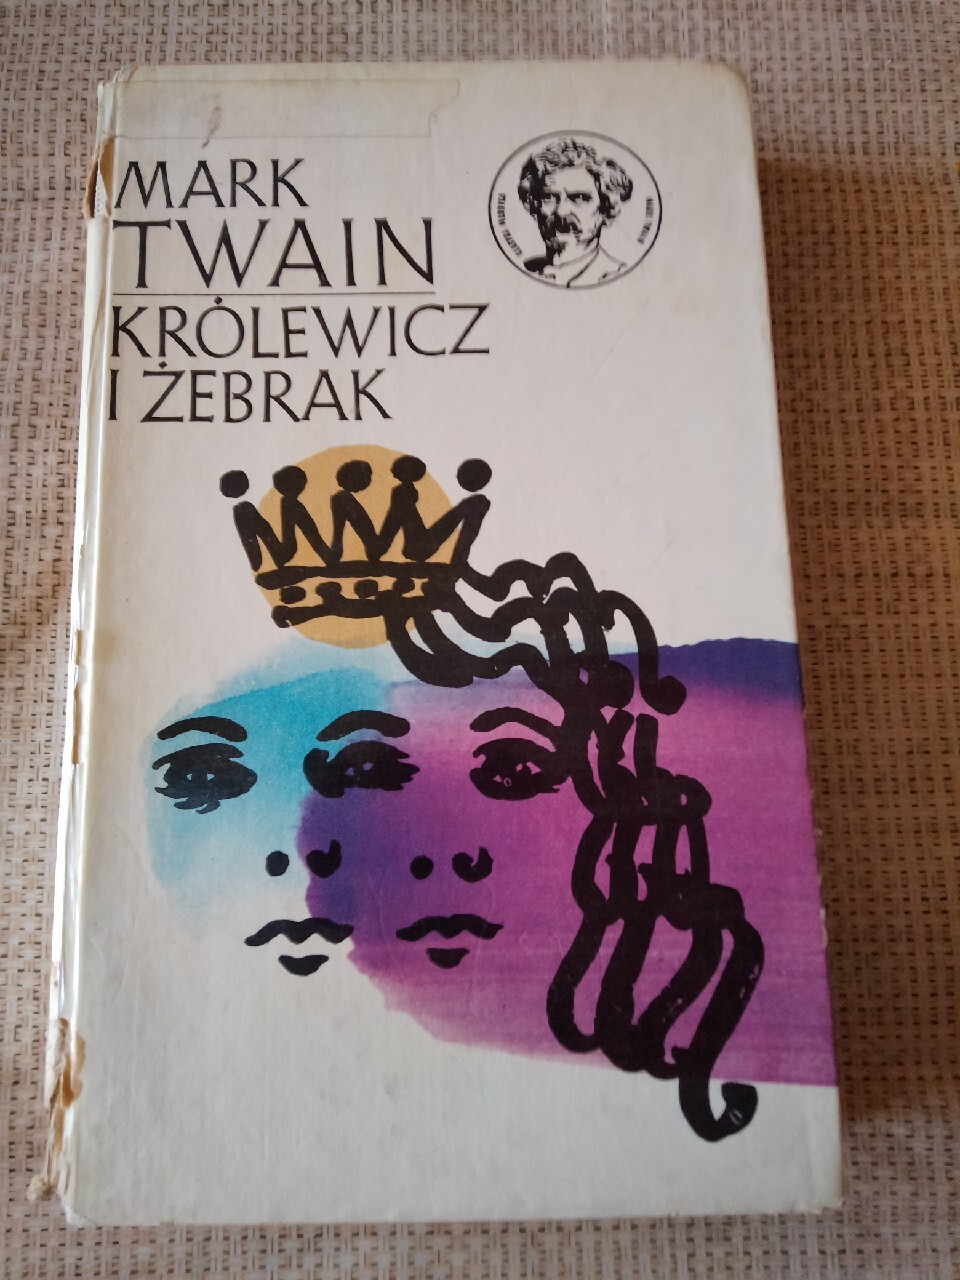 MARK
TWAIN
KRÓLEWICZ
I ŻEBRAK